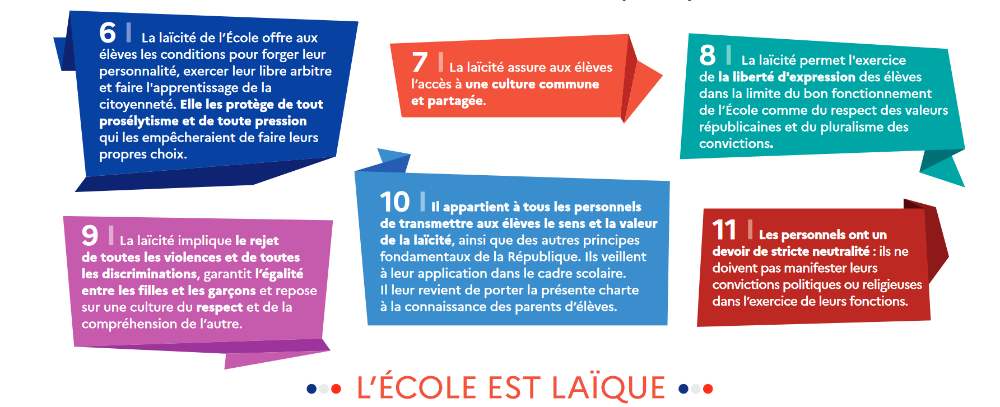 6 | La laïcité de l’École offre aux
élèves les conditions pour forger leur
personnalité, exercer leur libre arbitre
et faire l'apprentissage de la
citoyenneté. Elle les protège de tout
prosélytisme et de toute pression
qui les empêcheraient de faire leurs
propres choix.
7 | La laïcité assure aux élèves
l’accès à une culture commune
et partagée.
8 | La laïcité permet l'exercice
de la liberté d'expression des élèves
dans la limite du bon fonctionnement
de l’École comme du respect des valeurs
républicaines et du pluralisme des
convictions.
9 | La laïcité implique le rejet
de toutes les violences et de toutes
les discriminations, garantit l’égalité
entre les filles et les garçons et repose
sur une culture du respect et de la
compréhension de l’autre.
10 | Il appartient à tous les personnels
de transmettre aux élèves le sens et la valeur
de la laïcité, ainsi que des autres principes
fondamentaux de la République. Ils veillent
à leur application dans le cadre scolaire.
Il leur revient de porter la présente charte
à la connaissance des parents d’élèves.
11 | Les personnels ont un
devoir de stricte neutralité : ils ne
doivent pas manifester leurs
convictions politiques ou religieuses
dans l’exercice de leurs fonctions.
L’ÉCOLE EST LAÏQUE